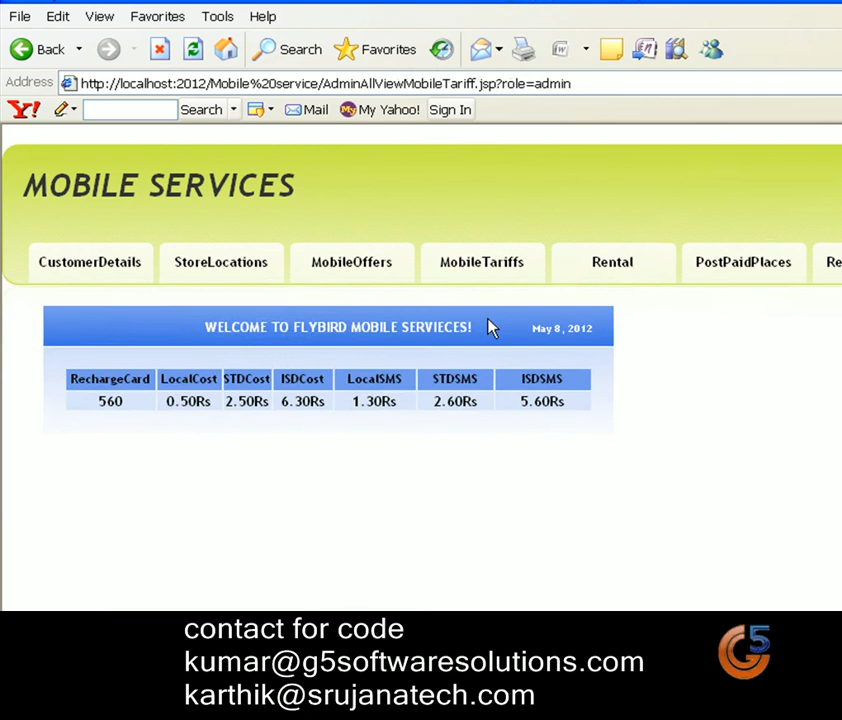 File Edit View Favorites Tools Help
Back Search Favorites
Address http://localhost:2012/Mobile%20service/AdminAllViewMobileTariff.jsp?role=admin
Y! Search Mail My Yahoo! Sign In
MOBILE SERVICES
CustomerDetails StoreLocations MobileOffers MobileTariffs Rental PostPaidPlaces Re
WELCOME TO FLYBIRD MOBILE SERVIECES! May 8, 2012
RechargeCard LocalCost STDCost ISDCost LocalSMS STDSMS ISDSMS
560 0.50Rs 2.50Rs 6.30Rs 1.30Rs 2.60Rs 5.60Rs
contact for code
kumar@g5softwaresolutions.com
karthik@srujanatech.com
G5